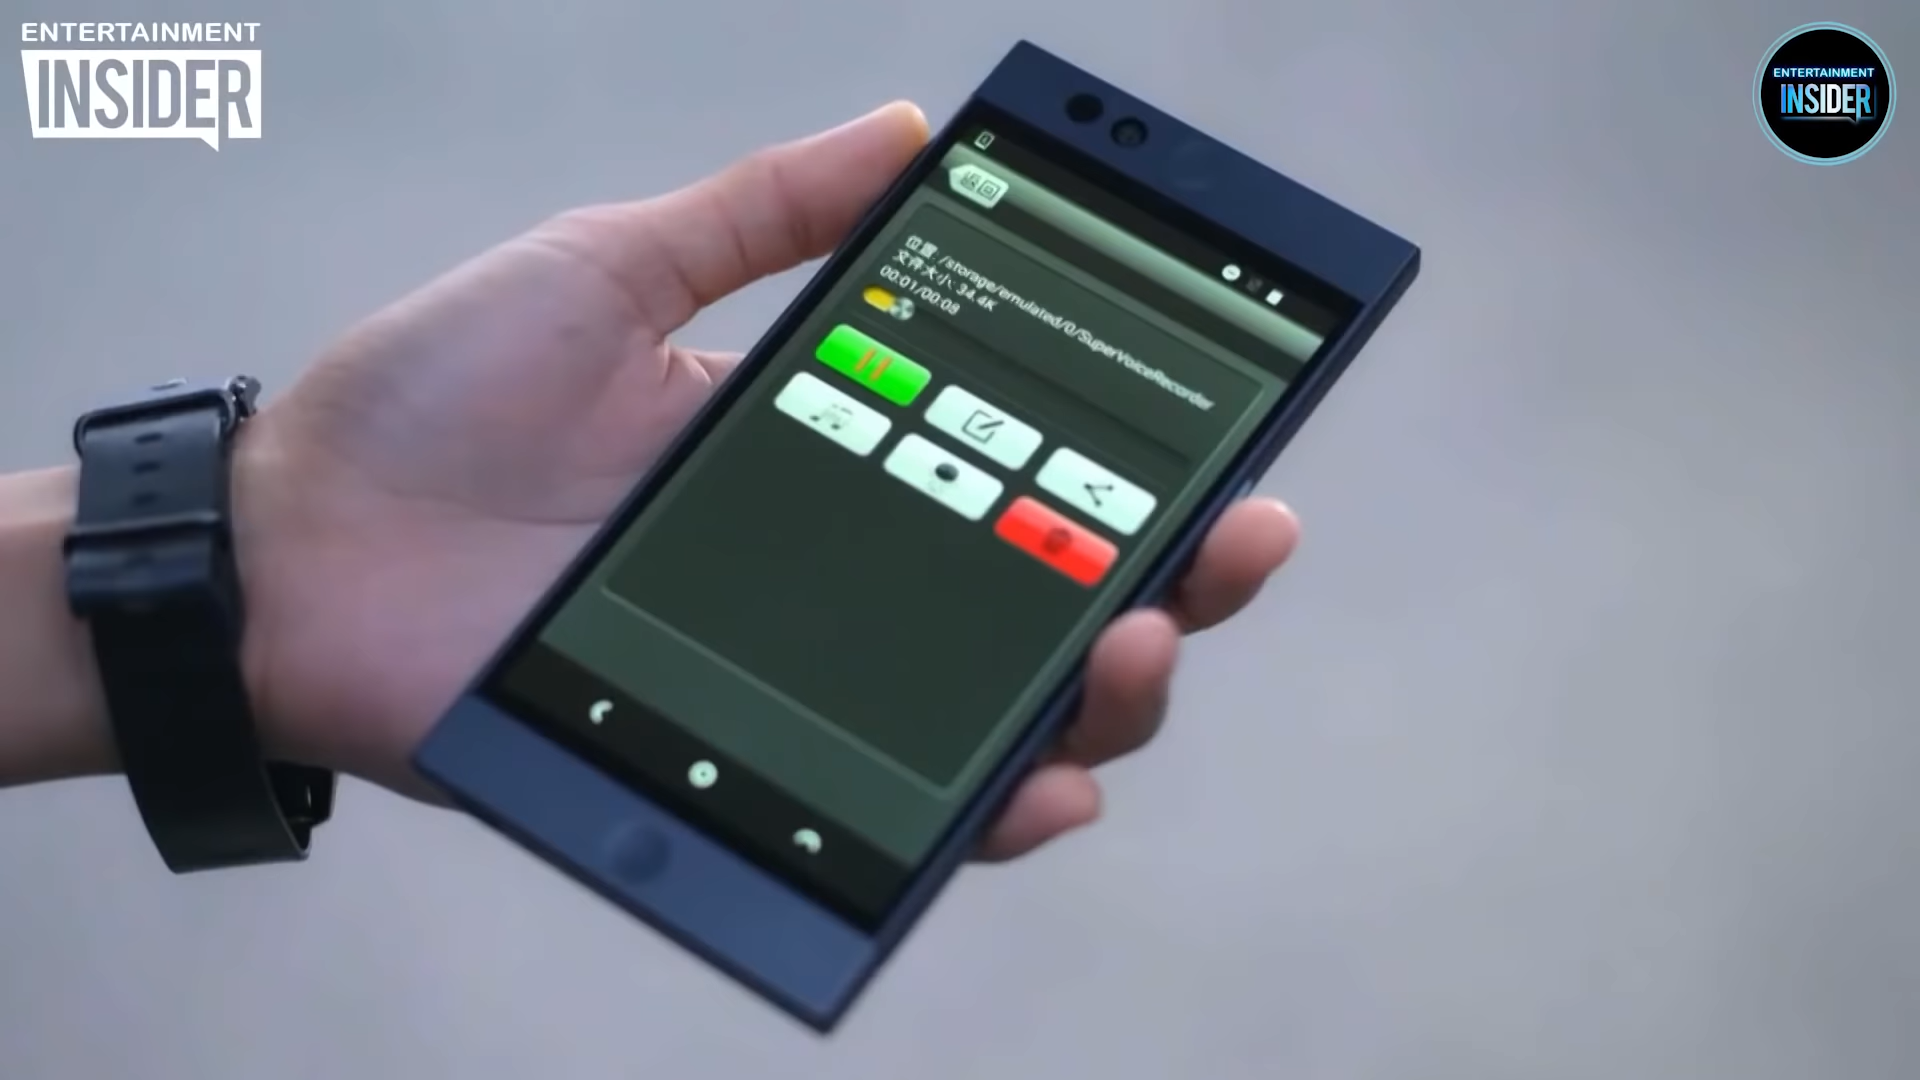 ENTERTAINMENT
INSIDER
ENTERTAINMENT
INSIDER
返回
位置: /storage/emulated/0/SuperVoiceRecorder
文件大小: 34.4K
00:01/00:08